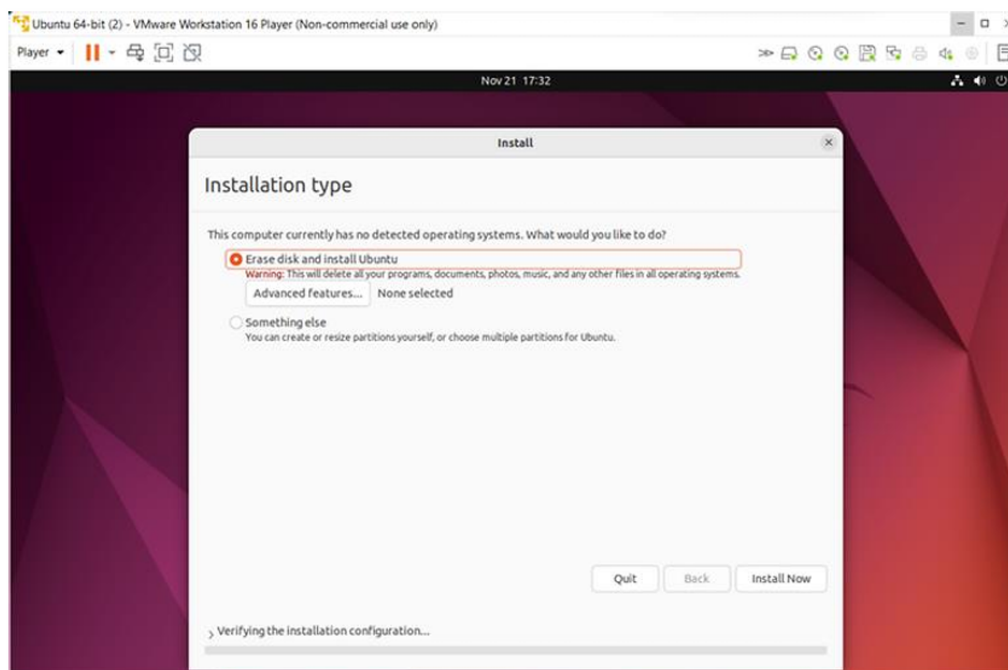 Ubuntu 64-bit (2) - VMware Workstation 16 Player (Non-commercial use only)
Player
Nov 21 17:32
Install
Installation type
This computer currently has no detected operating systems. What would you like to do?
Erase disk and install Ubuntu
Warning: This will delete all your programs, documents, photos, music, and any other files in all operating systems.
Advanced features... None selected
Something else
You can create or resize partitions yourself, or choose multiple partitions for Ubuntu.
Quit Back Install Now
Verifying the installation configuration...